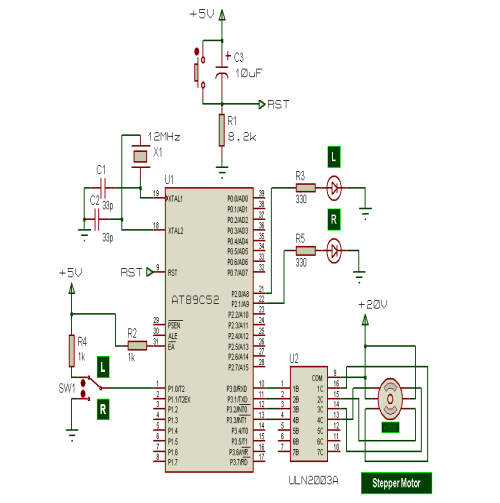 +5V
C3
10uF
RST
R1
8.2k
12MHz
X1
C1
33p
C2
33p
U1
19 XTAL1
18 XTAL2
RST 9 RST
AT89C52
29 PSEN
30 ALE
31 EA
1 P1.0/T2
2 P1.1/T2EX
3 P1.2
4 P1.3
5 P1.4
6 P1.5
7 P1.6
8 P1.7
P0.0/AD0 39
P0.1/AD1 38
P0.2/AD2 37
P0.3/AD3 36
P0.4/AD4 35
P0.5/AD5 34
P0.6/AD6 33
P0.7/AD7 32
P2.0/A8 21
P2.1/A9 22
P2.2/A10 23
P2.3/A11 24
P2.4/A12 25
P2.5/A13 26
P2.6/A14 27
P2.7/A15 28
P3.0/RXD 10
P3.1/TXD 11
P3.2/INT0 12
P3.3/INT1 13
P3.4/T0 14
P3.5/T1 15
P3.6/WR 16
P3.7/RD 17
+5V
R4
1k
R2
1k
SW1
L
R
R3
330
L
R5
330
R
+20V
U2
COM 9
1 1B 1C 16
2 2B 2C 15
3 3B 3C 14
4 4B 4C 13
5 5B 5C 12
6 6B 6C 11
7 7B 7C 10
ULN2003A
Stepper Motor